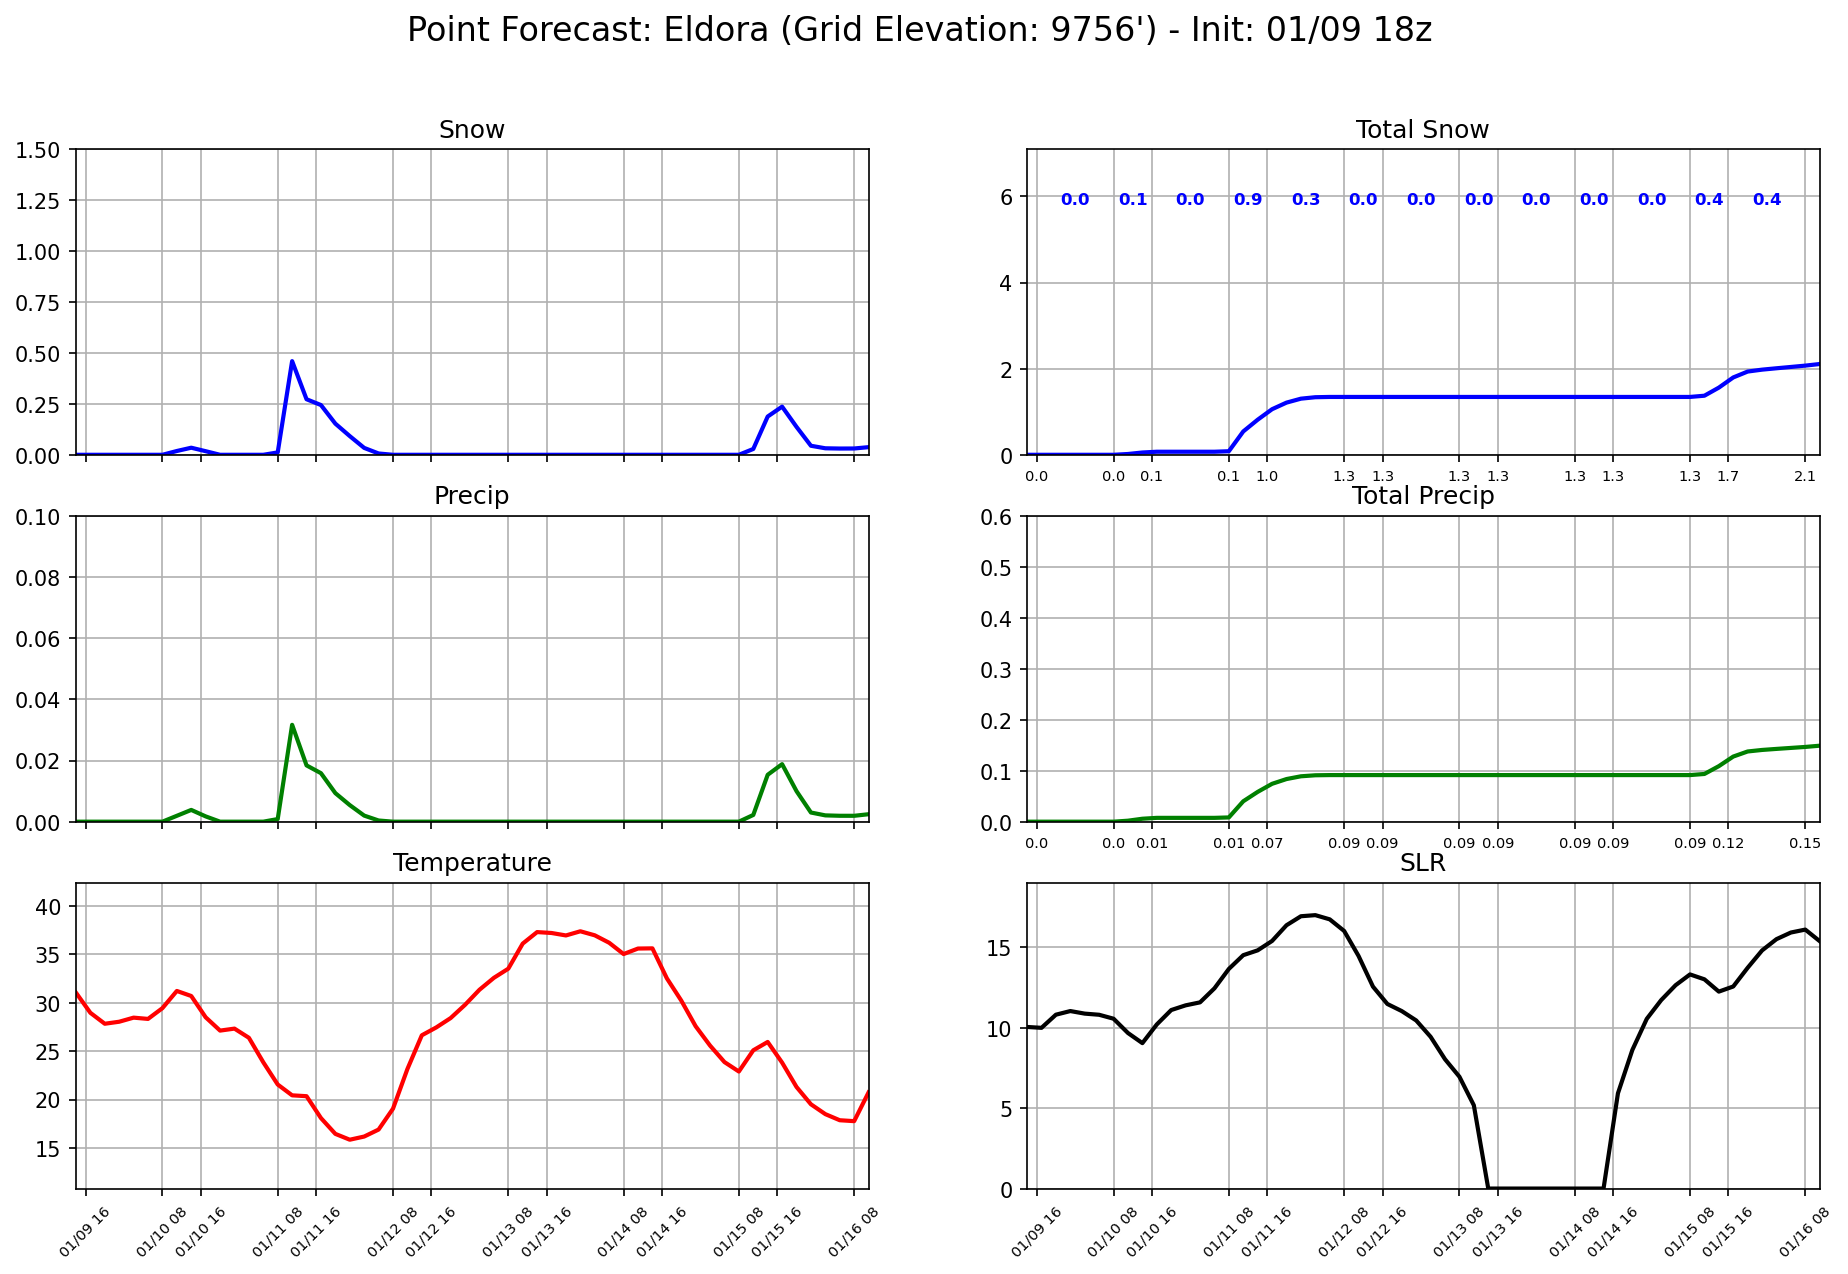 Point Forecast: Eldora (Grid Elevation: 9756') - Init: 01/09 18z
Snow
1.50
1.25
1.00
0.75
0.50
0.25
0.00
Total Snow
6
4
2
0
0.0 0.1 0.0 0.9 0.3 0.0 0.0 0.0 0.0 0.0 0.0 0.4 0.4
0.0 0.0 0.1 0.1 1.0 1.3 1.3 1.3 1.3 1.3 1.3 1.3 1.7 2.1
Precip
0.10
0.08
0.06
0.04
0.02
0.00
Total Precip
0.6
0.5
0.4
0.3
0.2
0.1
0.0
0.0 0.0 0.01 0.01 0.07 0.09 0.09 0.09 0.09 0.09 0.09 0.09 0.12 0.15
Temperature
40
35
30
25
20
15
01/09 16 01/10 08 01/10 16 01/11 08 01/11 16 01/12 08 01/12 16 01/13 08 01/13 16 01/14 08 01/14 16 01/15 08 01/15 16 01/16 08
SLR
15
10
5
0
01/09 16 01/10 08 01/10 16 01/11 08 01/11 16 01/12 08 01/12 16 01/13 08 01/13 16 01/14 08 01/14 16 01/15 08 01/15 16 01/16 08